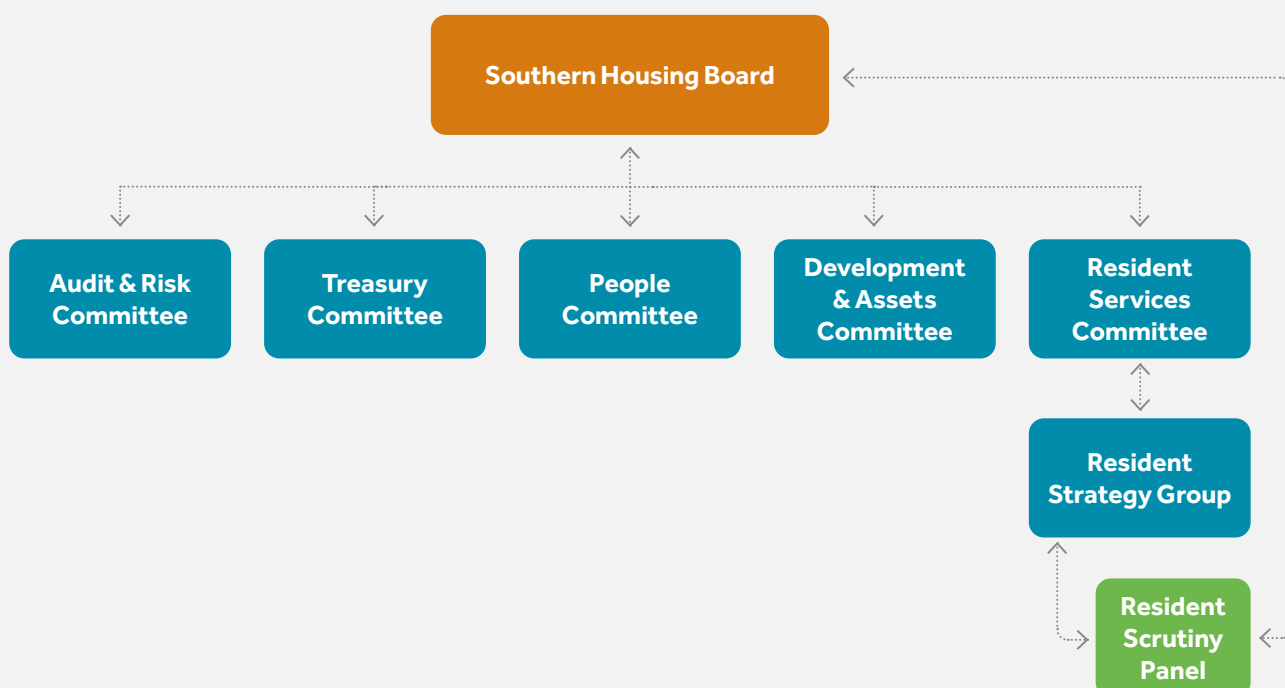 Southern Housing Board
Audit & Risk
Committee
Treasury
Committee
People
Committee
Development
& Assets
Committee
Resident
Services
Committee
Resident
Strategy Group
Resident
Scrutiny
Panel